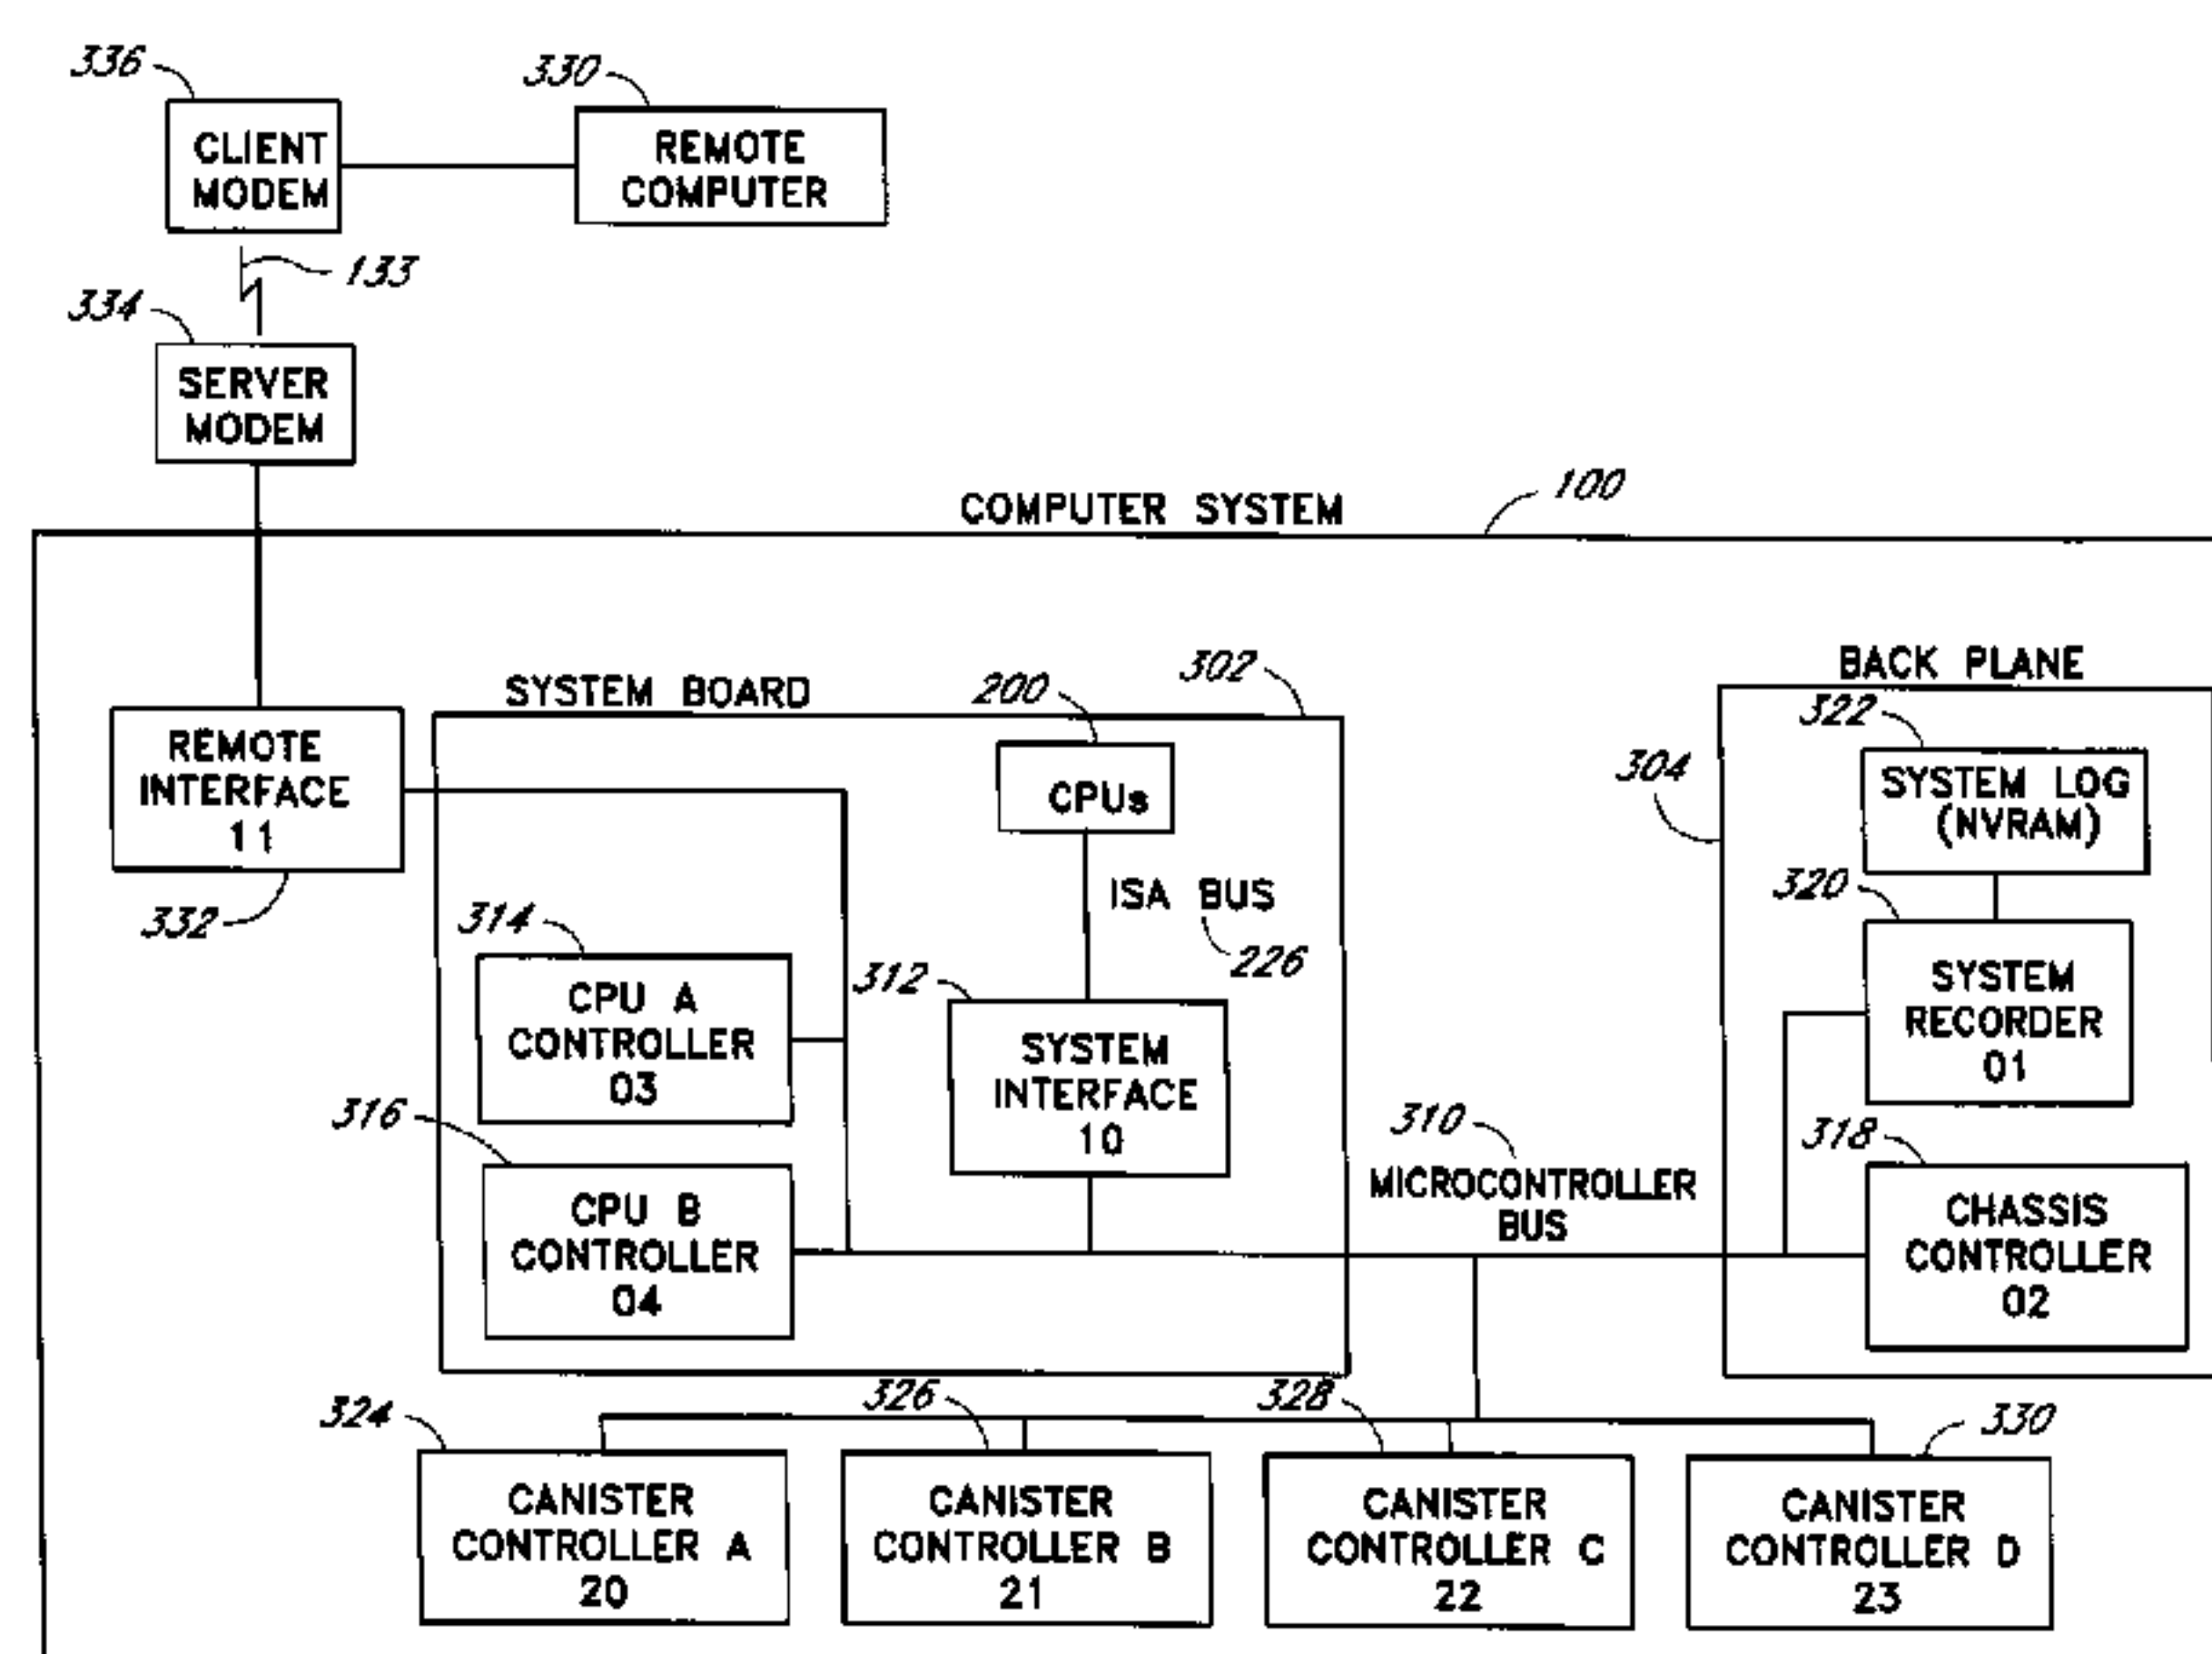 336
330
CLIENT
MODEM
REMOTE
COMPUTER
133
334
SERVER
MODEM
COMPUTER SYSTEM
100
SYSTEM BOARD
302
200
BACK PLANE
322
REMOTE
INTERFACE
11
332
CPUs
304
SYSTEM LOG
(NVRAM)
ISA BUS
226
320
314
312
CPU A
CONTROLLER
03
SYSTEM
INTERFACE
10
SYSTEM
RECORDER
01
316
310
MICROCONTROLLER
BUS
318
CPU B
CONTROLLER
04
CHASSIS
CONTROLLER
02
324
326
328
330
CANISTER
CONTROLLER A
20
CANISTER
CONTROLLER B
21
CANISTER
CONTROLLER C
22
CANISTER
CONTROLLER D
23